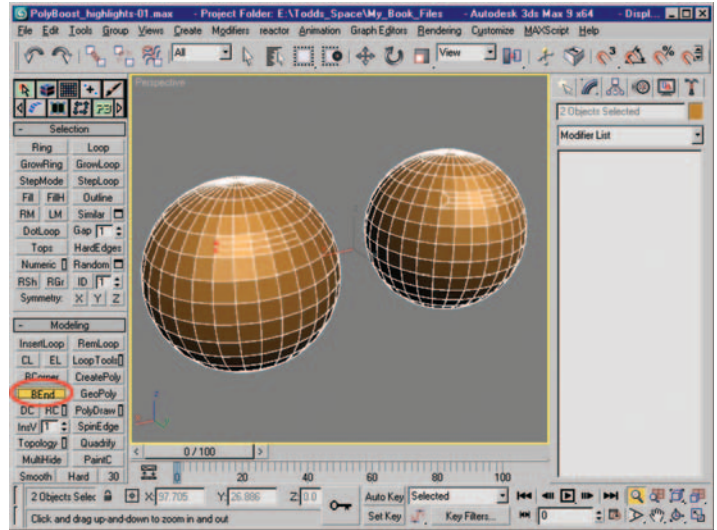 PolyBoost_highlights-01.max - Project Folder: E:\Todds_Space\My_Book_Files - Autodesk 3ds Max 9 x64 - Displ...
File Edit Tools Group Views Create Modifiers reactor Animation Graph Editors Rendering Customize MAXScript Help
All View
Perspective
2 Objects Selected
Modifier List
- Selection
Ring Loop
GrowRing GrowLoop
StepMode StepLoop
Fill FillH Outline
RM LM Similar
DotLoop Gap 1
Tops HardEdges
Numeric Random
RSh RGr ID 1
Symmetry: X Y Z
- Modeling
InsertLoop RemLoop
CL EL LoopTools
RCorner CreatePoly
BEnd GeoPoly
DC RC PolyDraw
InsV 1 SpinEdge
Topology Quadrify
MultiHide PaintC
Smooth Hard 30
z
< 0 / 100 >
0 20 40 60 80 100
2 Objects Selec X: 97.705 Y: 26.886 Z: 0.0 Auto Key Selected
Click and drag up-and-down to zoom in and out Set Key Key Filters... 0